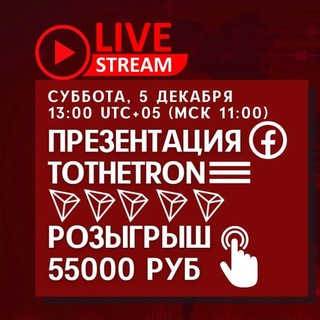 LIVE
STREAM
СУББОТА, 5 ДЕКАБРЯ
13:00 UTC+05 (МСК 11:00)
ПРЕЗЕНТАЦИЯ
TOTHETRON
РОЗЫГРЫШ
55000 РУБ